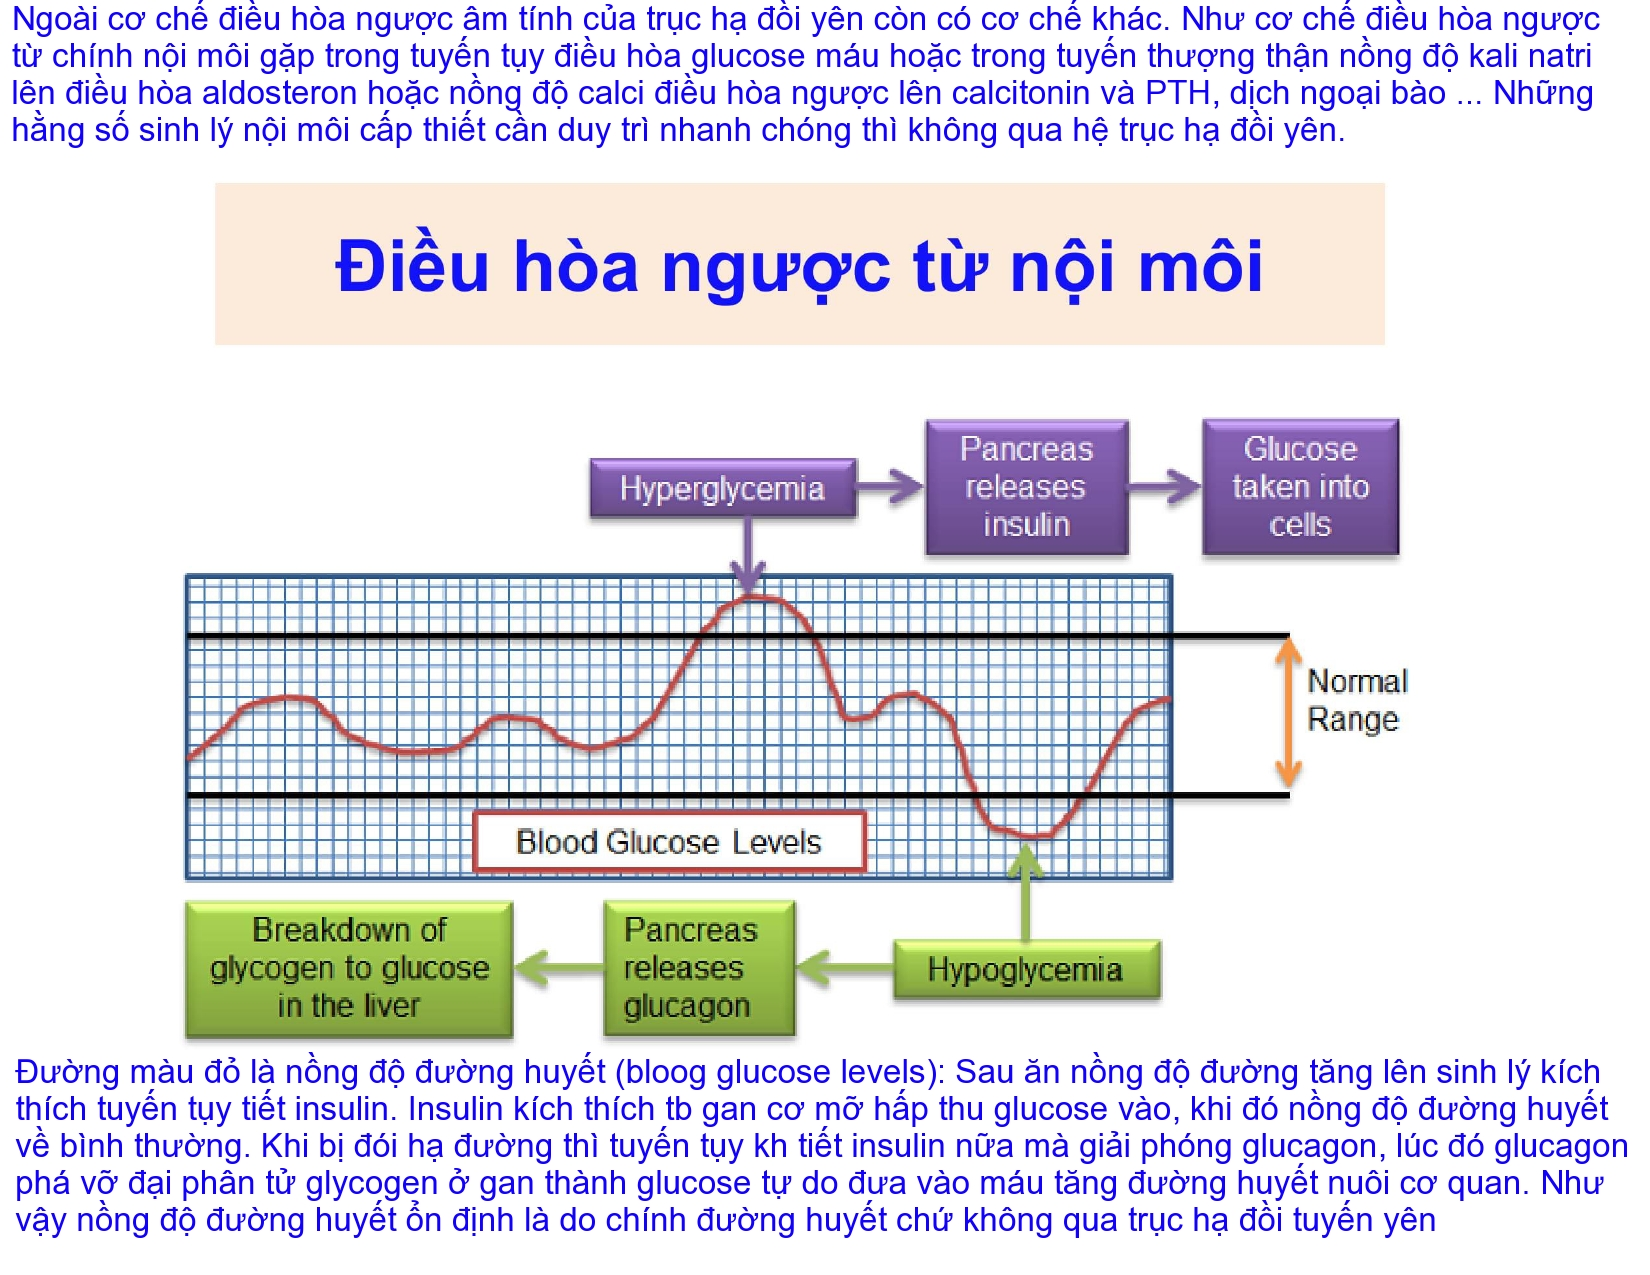 Ngoài cơ chế điều hòa ngược âm tính của trục hạ đồi yên còn có cơ chế khác. Như cơ chế điều hòa ngược
từ chính nội môi gặp trong tuyến tụy điều hòa glucose máu hoặc trong tuyến thượng thận nồng độ kali natri
lên điều hòa aldosteron hoặc nồng độ calci điều hòa ngược lên calcitonin và PTH, dịch ngoại bào ... Những
hằng số sinh lý nội môi cấp thiết cần duy trì nhanh chóng thì không qua hệ trục hạ đồi yên.
Điều hòa ngược từ nội môi
Hyperglycemia
Pancreas
releases
insulin
Glucose
taken into
cells
Normal
Range
Blood Glucose Levels
Breakdown of
glycogen to glucose
in the liver
Pancreas
releases
glucagon
Hypoglycemia
Đường màu đỏ là nồng độ đường huyết (bloog glucose levels): Sau ăn nồng độ đường tăng lên sinh lý kích
thích tuyến tụy tiết insulin. Insulin kích thích tb gan cơ mỡ hấp thu glucose vào, khi đó nồng độ đường huyết
về bình thường. Khi bị đói hạ đường thì tuyến tụy kh tiết insulin nữa mà giải phóng glucagon, lúc đó glucagon
phá vỡ đại phân tử glycogen ở gan thành glucose tự do đưa vào máu tăng đường huyết nuôi cơ quan. Như
vậy nồng độ đường huyết ổn định là do chính đường huyết chứ không qua trục hạ đồi tuyến yên